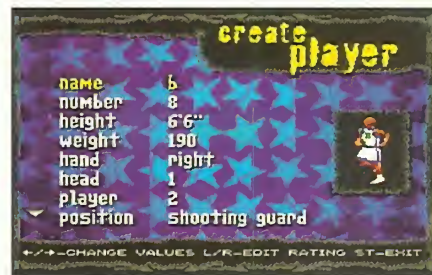 create
player
name b
number 8
height 6'6"
weight 190
hand right
head 1
player 2
position shooting guard
←/→-CHANGE VALUES L/R-EDIT RATING ST-EXIT